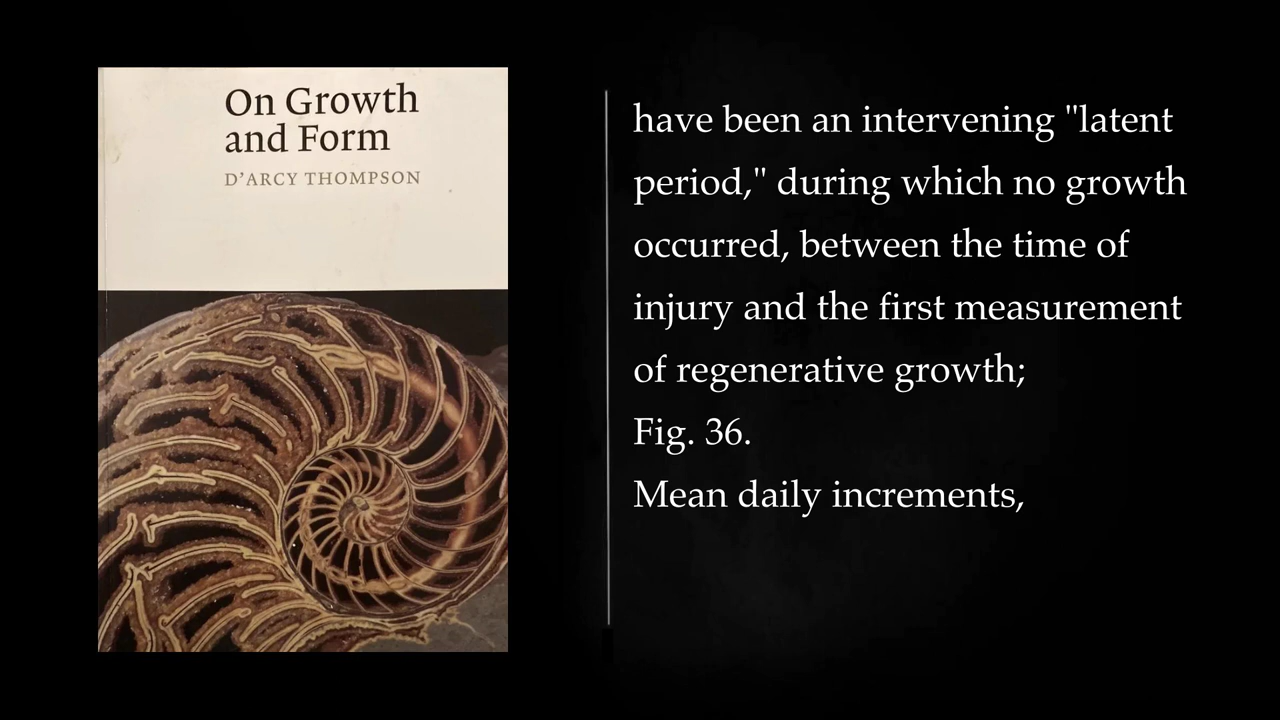 On Growth
and Form
D'ARCY THOMPSON
have been an intervening "latent
period," during which no growth
occurred, between the time of
injury and the first measurement
of regenerative growth;
Fig. 36.
Mean daily increments,